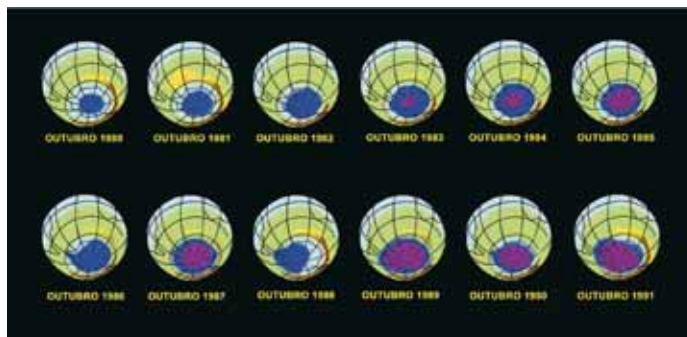 OUTUBRO 1980
OUTUBRO 1981
OUTUBRO 1982
OUTUBRO 1983
OUTUBRO 1984
OUTUBRO 1985
OUTUBRO 1986
OUTUBRO 1987
OUTUBRO 1988
OUTUBRO 1989
OUTUBRO 1990
OUTUBRO 1991